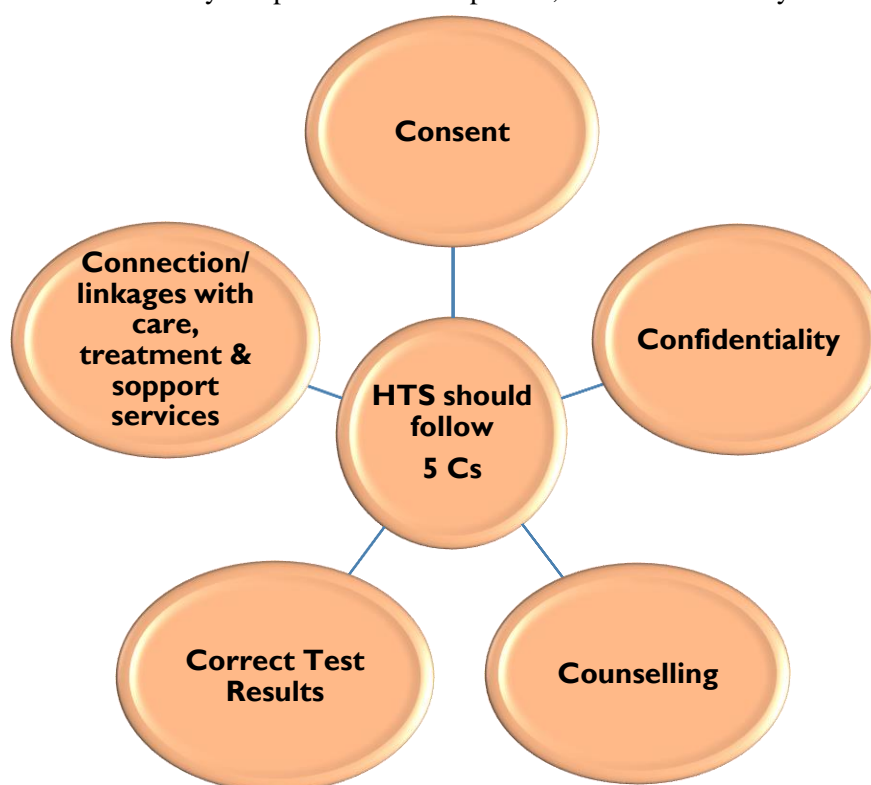 Consent
Confidentiality
Counselling
Correct Test
Results
Connection/
linkages with
care,
treatment &
sopport
services
HTS should
follow
5 Cs